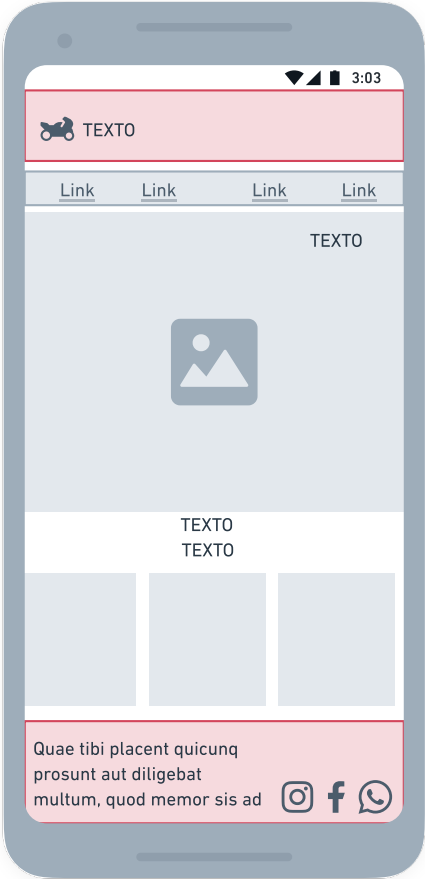 3:03
TEXTO
Link Link Link Link
TEXTO
TEXTO
TEXTO
Quae tibi placent quicunq
prosunt aut diligebat
multum, quod memor sis ad